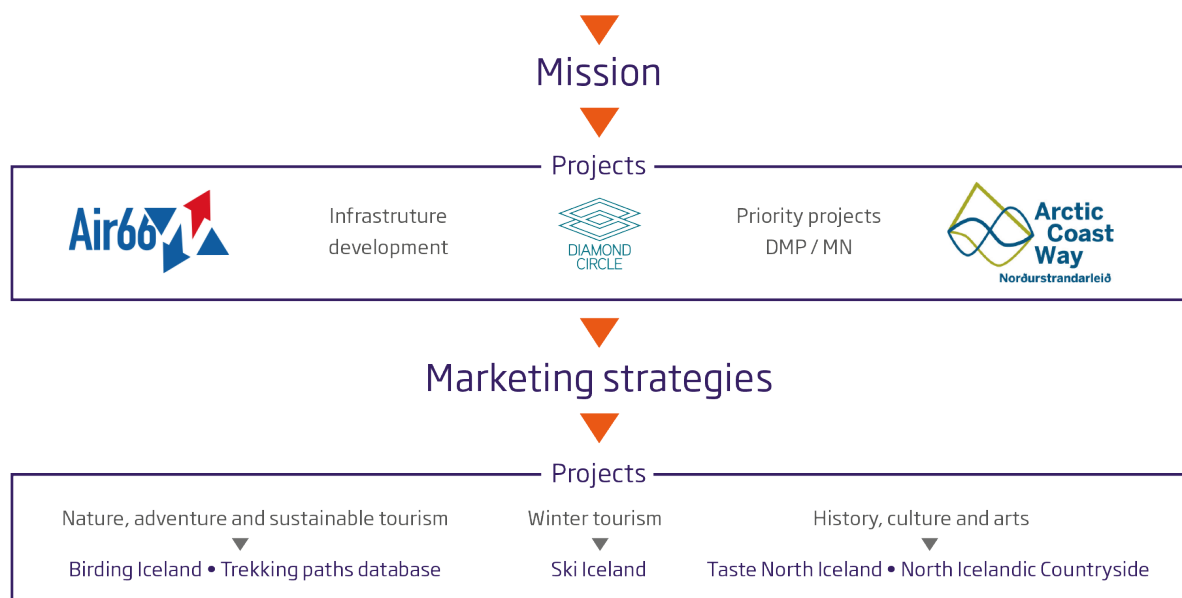 Mission
Projects
Air66N
Infrastruture
development
DIAMOND
CIRCLE
Priority projects
DMP / MN
Arctic
Coast
Way
Norðurstrandarleið
Marketing strategies
Projects
Nature, adventure and sustainable tourism
Winter tourism
History, culture and arts
Birding Iceland • Trekking paths database
Ski Iceland
Taste North Iceland • North Icelandic Countryside